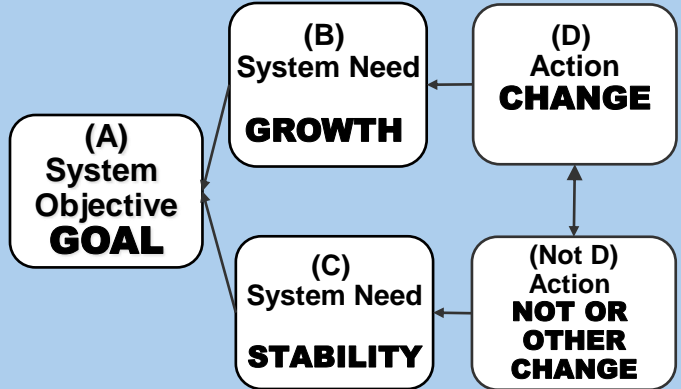 (A)
System
Objective
GOAL
(B)
System Need
GROWTH
(C)
System Need
STABILITY
(D)
Action
CHANGE
(Not D)
Action
NOT OR
OTHER
CHANGE